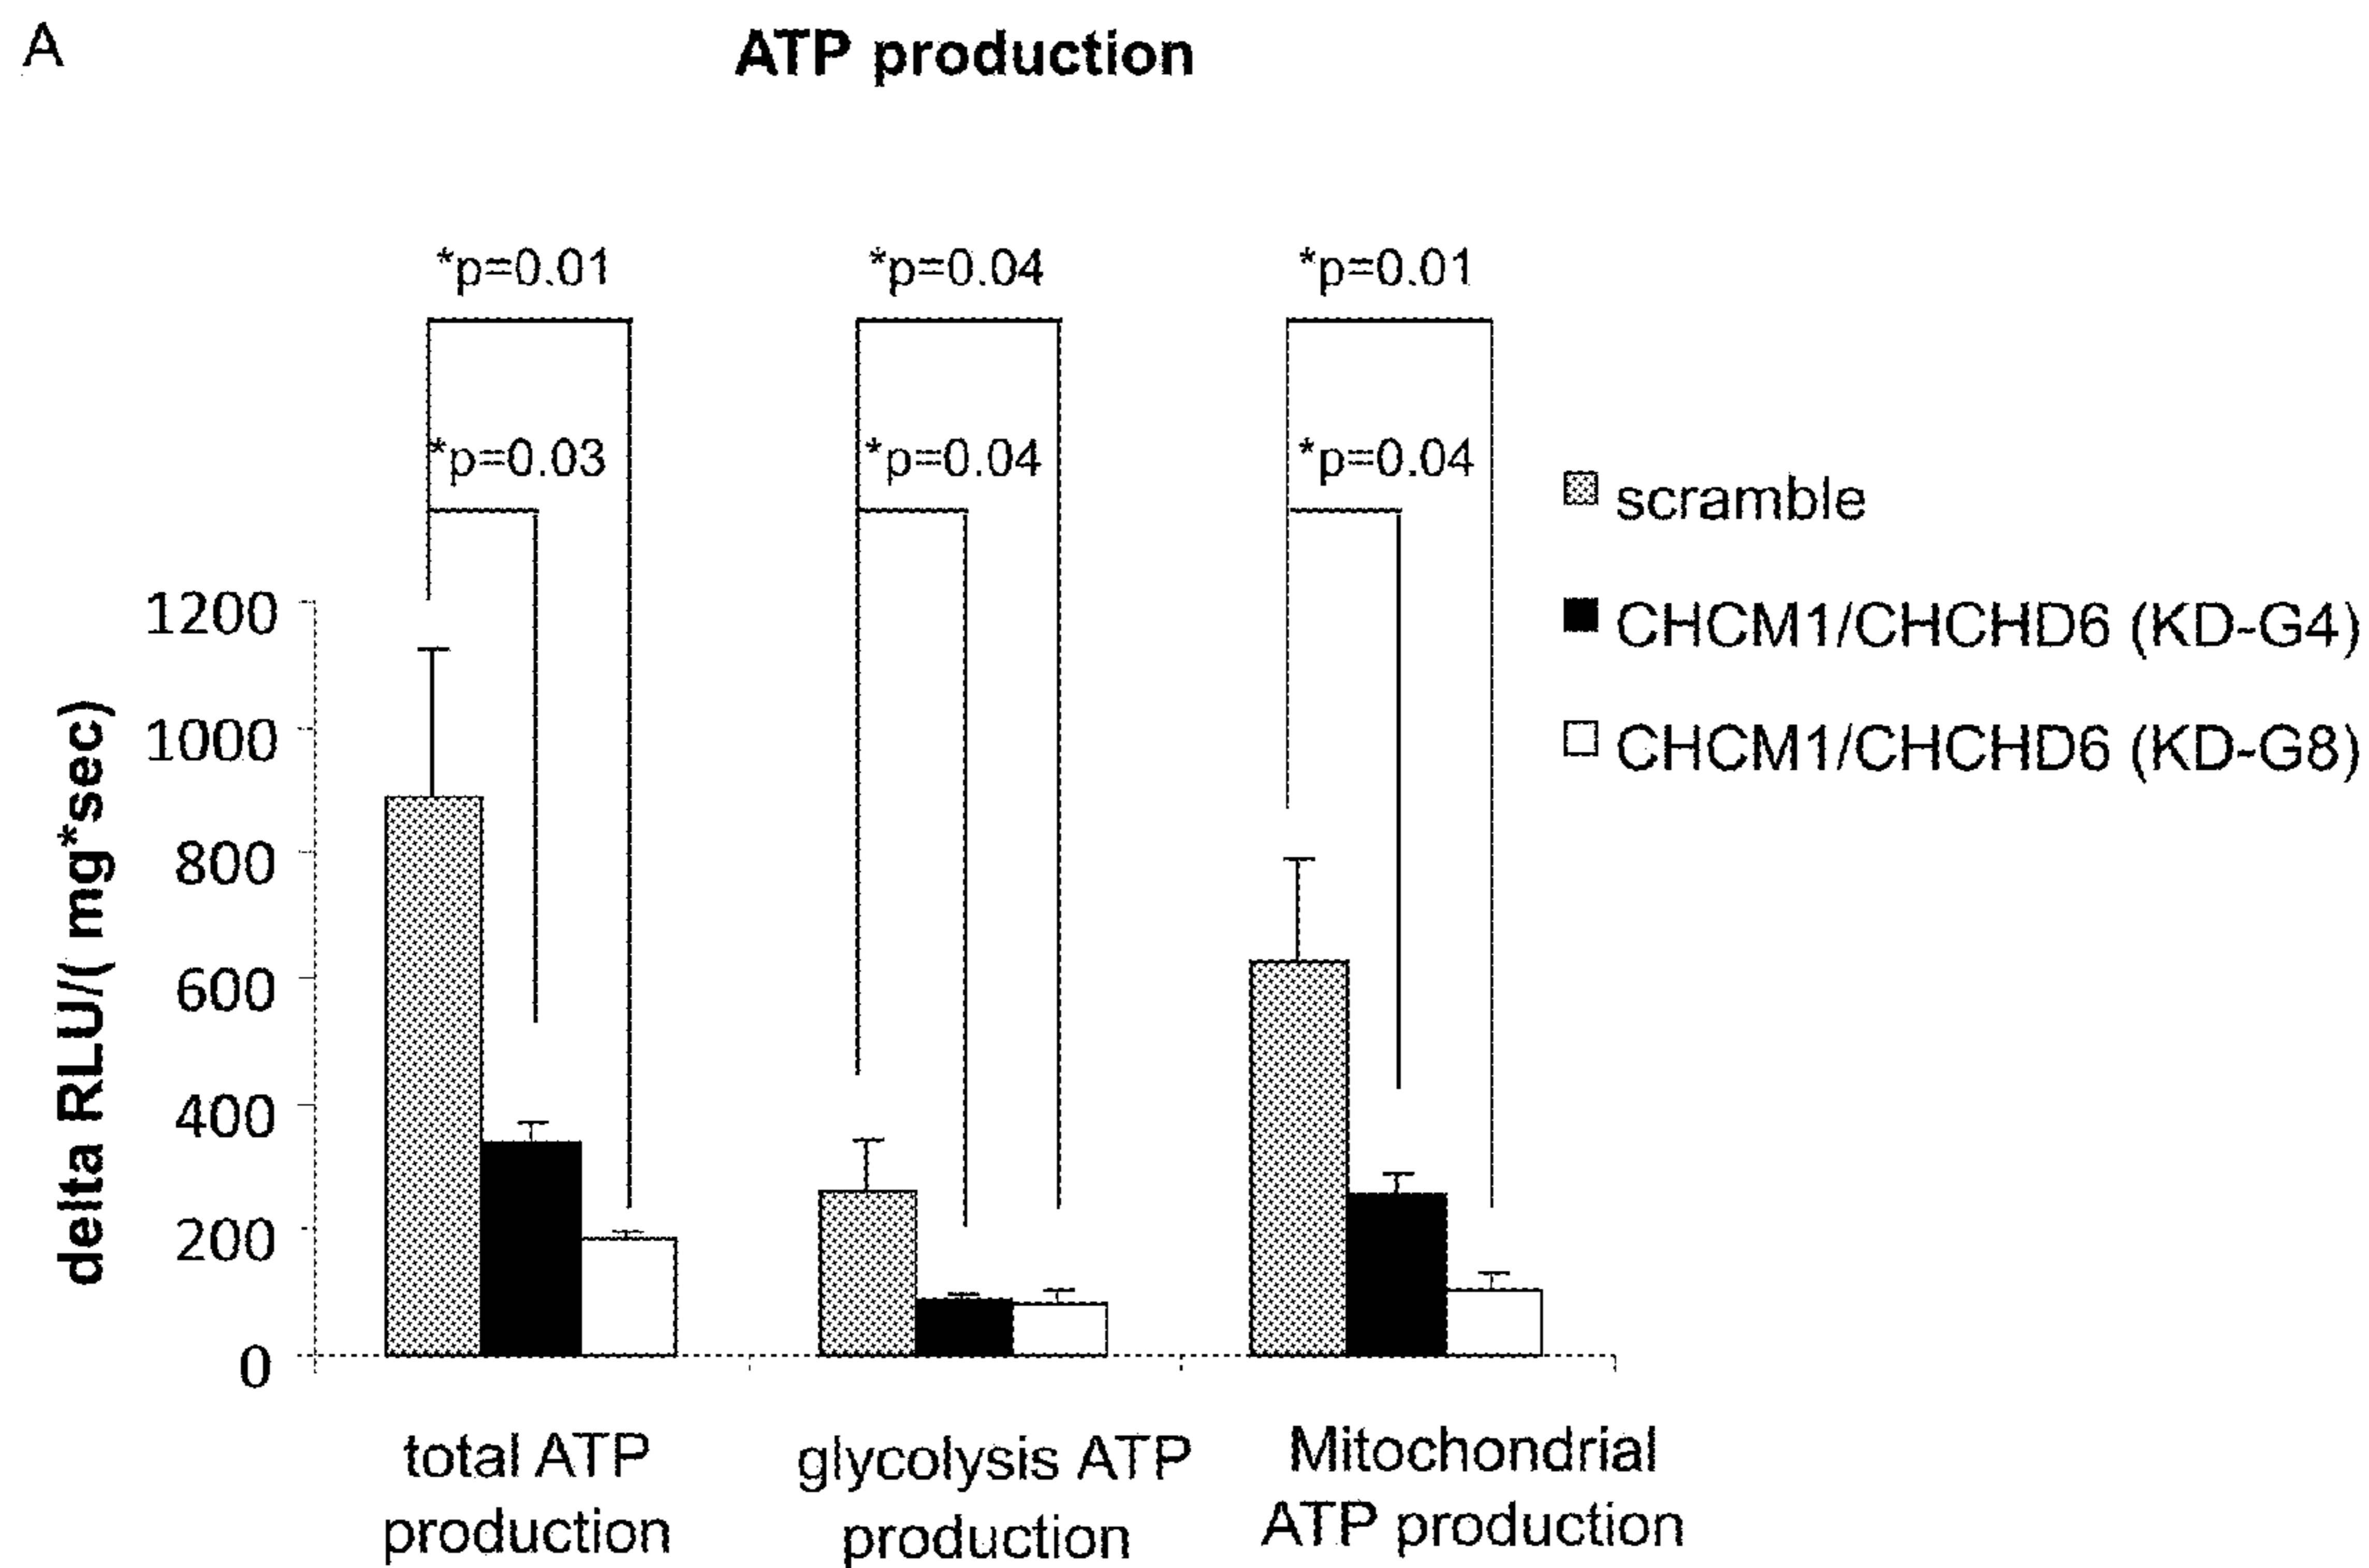 A
ATP production
*p=0.01
*p=0.04
*p=0.01
*p=0.03
*p=0.04
*p=0.04
scramble
CHCM1/CHCHD6 (KD-G4)
CHCM1/CHCHD6 (KD-G8)
delta RLU/( mg*sec)
1200
1000
800
600
400
200
0
total ATP
production
glycolysis ATP
production
Mitochondrial
ATP production